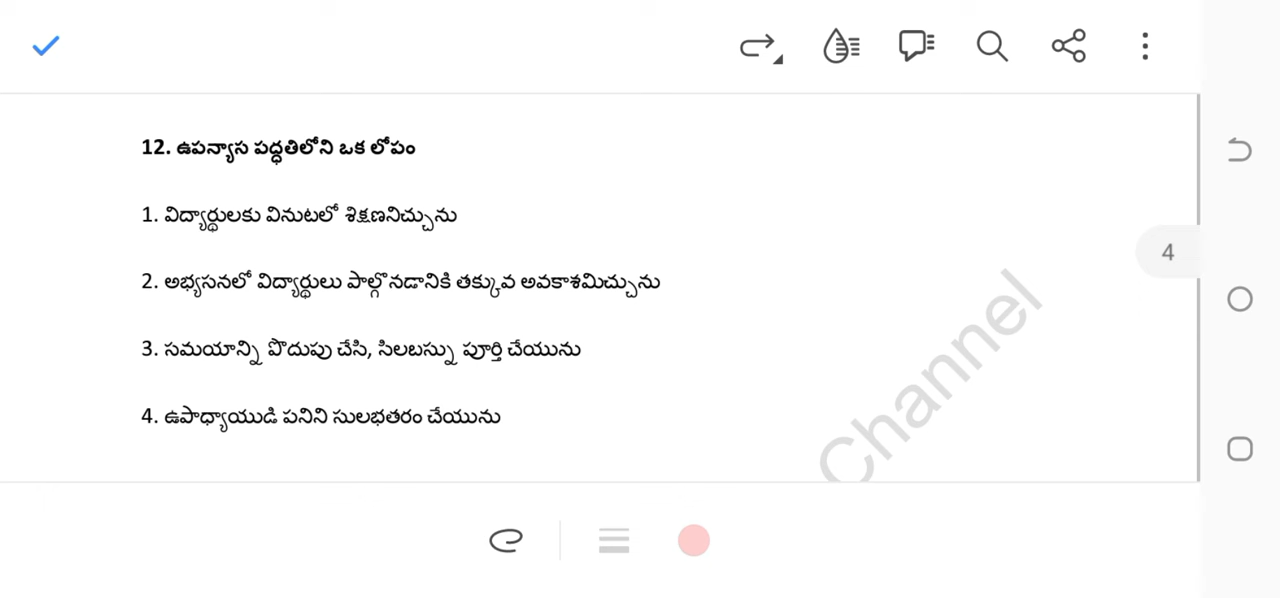 12. ఉపన్యాస పద్ధతిలోని ఒక లోపం
1. విద్యార్థులకు వినుటలో శిక్షణనిచ్చును
2. అభ్యసనలో విద్యార్థులు పాల్గొనడానికి తక్కువ అవకాశమిచ్చును
4
3. సమయాన్ని పొదుపు చేసి, సిలబస్ను పూర్తి చేయును
4. ఉపాధ్యాయుడి పనిని సులభతరం చేయును
Channel